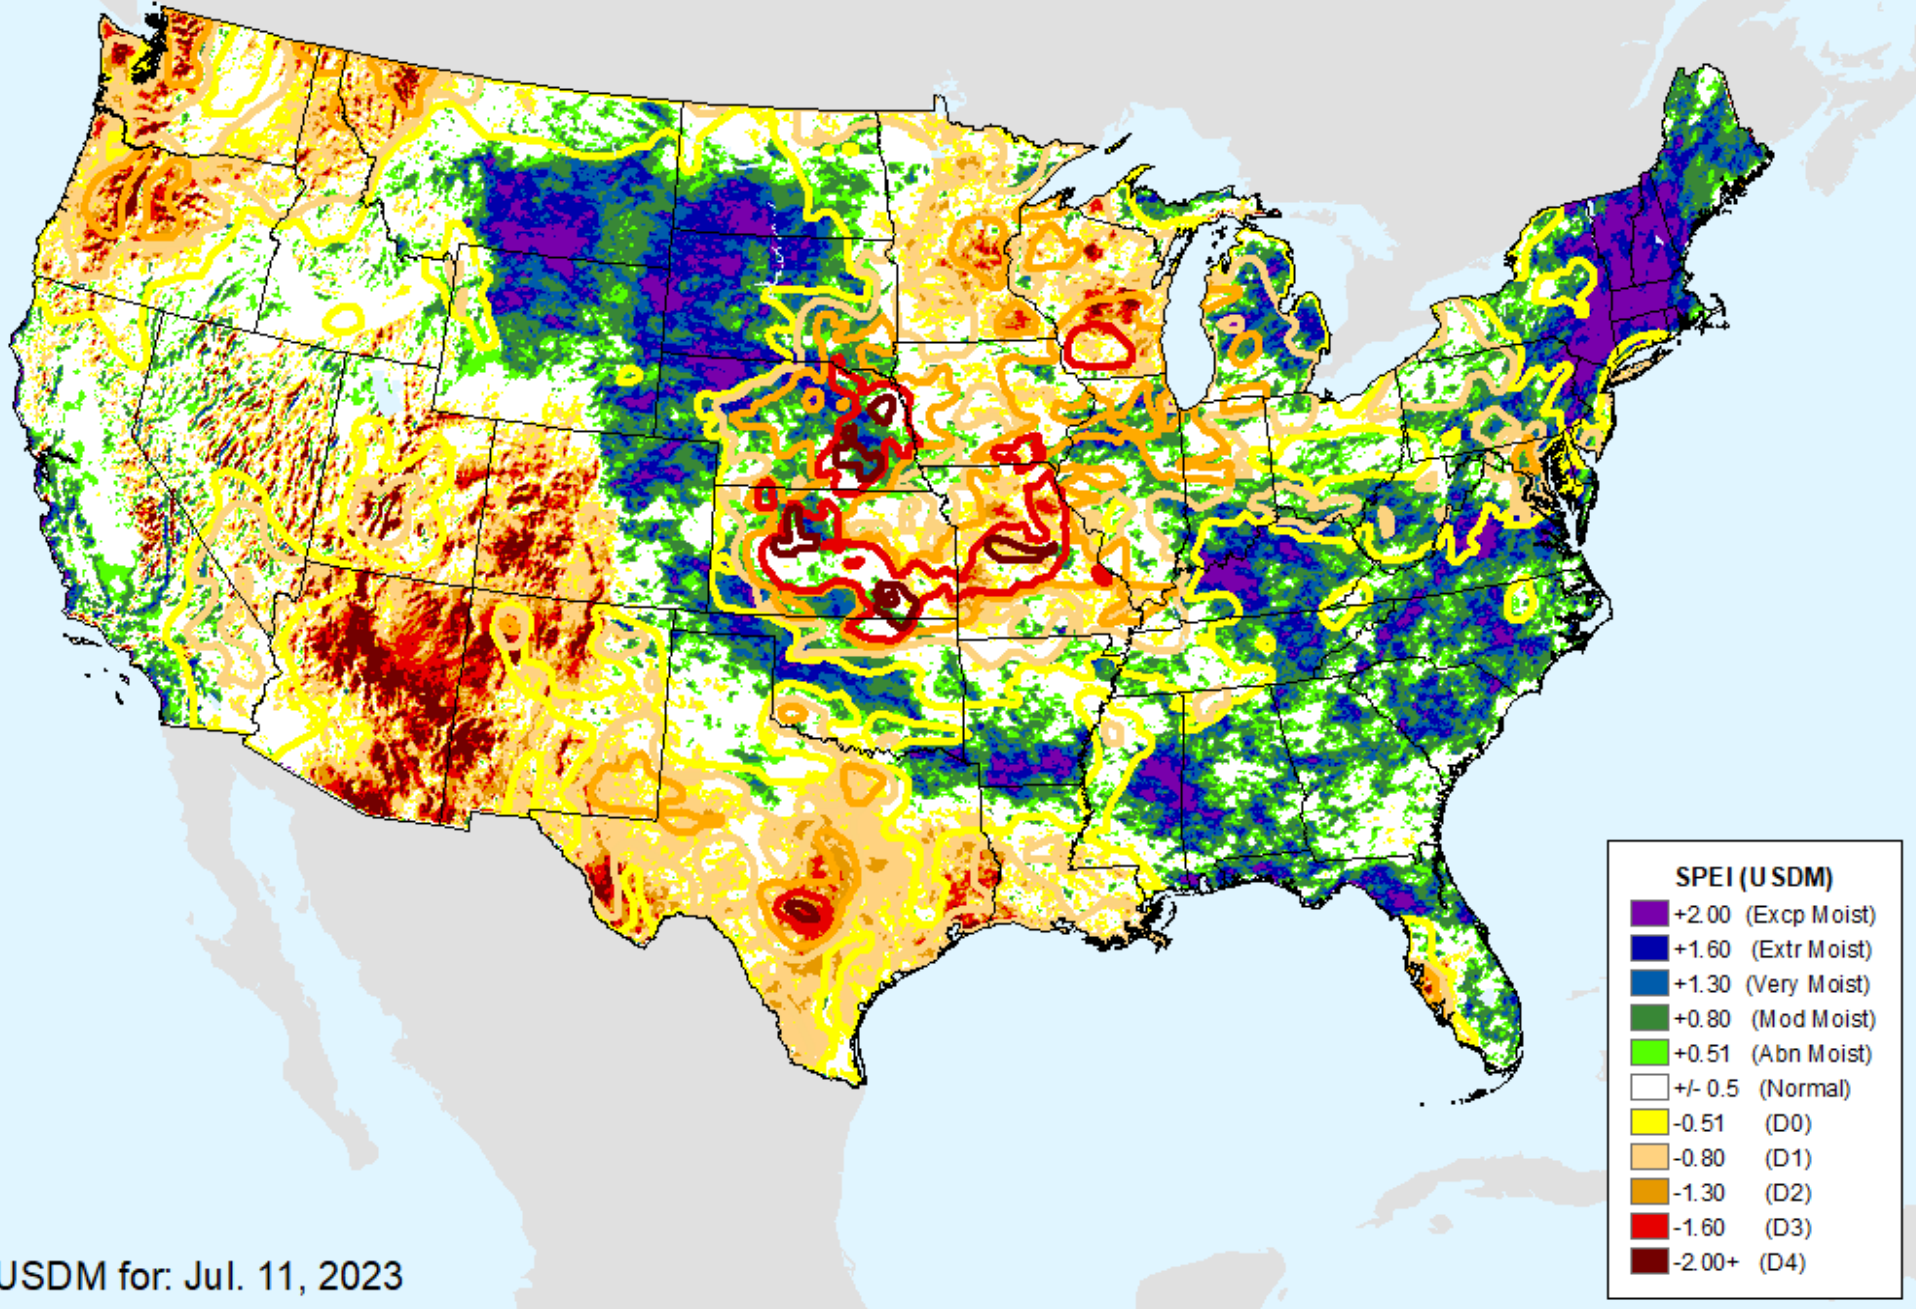 SPEI (USDM)
+2.00 (Excp Moist)
+1.60 (Extr Moist)
+1.30 (Very Moist)
+0.80 (Mod Moist)
+0.51 (Abn Moist)
+/- 0.5 (Normal)
-0.51 (D0)
-0.80 (D1)
-1.30 (D2)
-1.60 (D3)
-2.00+ (D4)
USDM for: Jul. 11, 2023